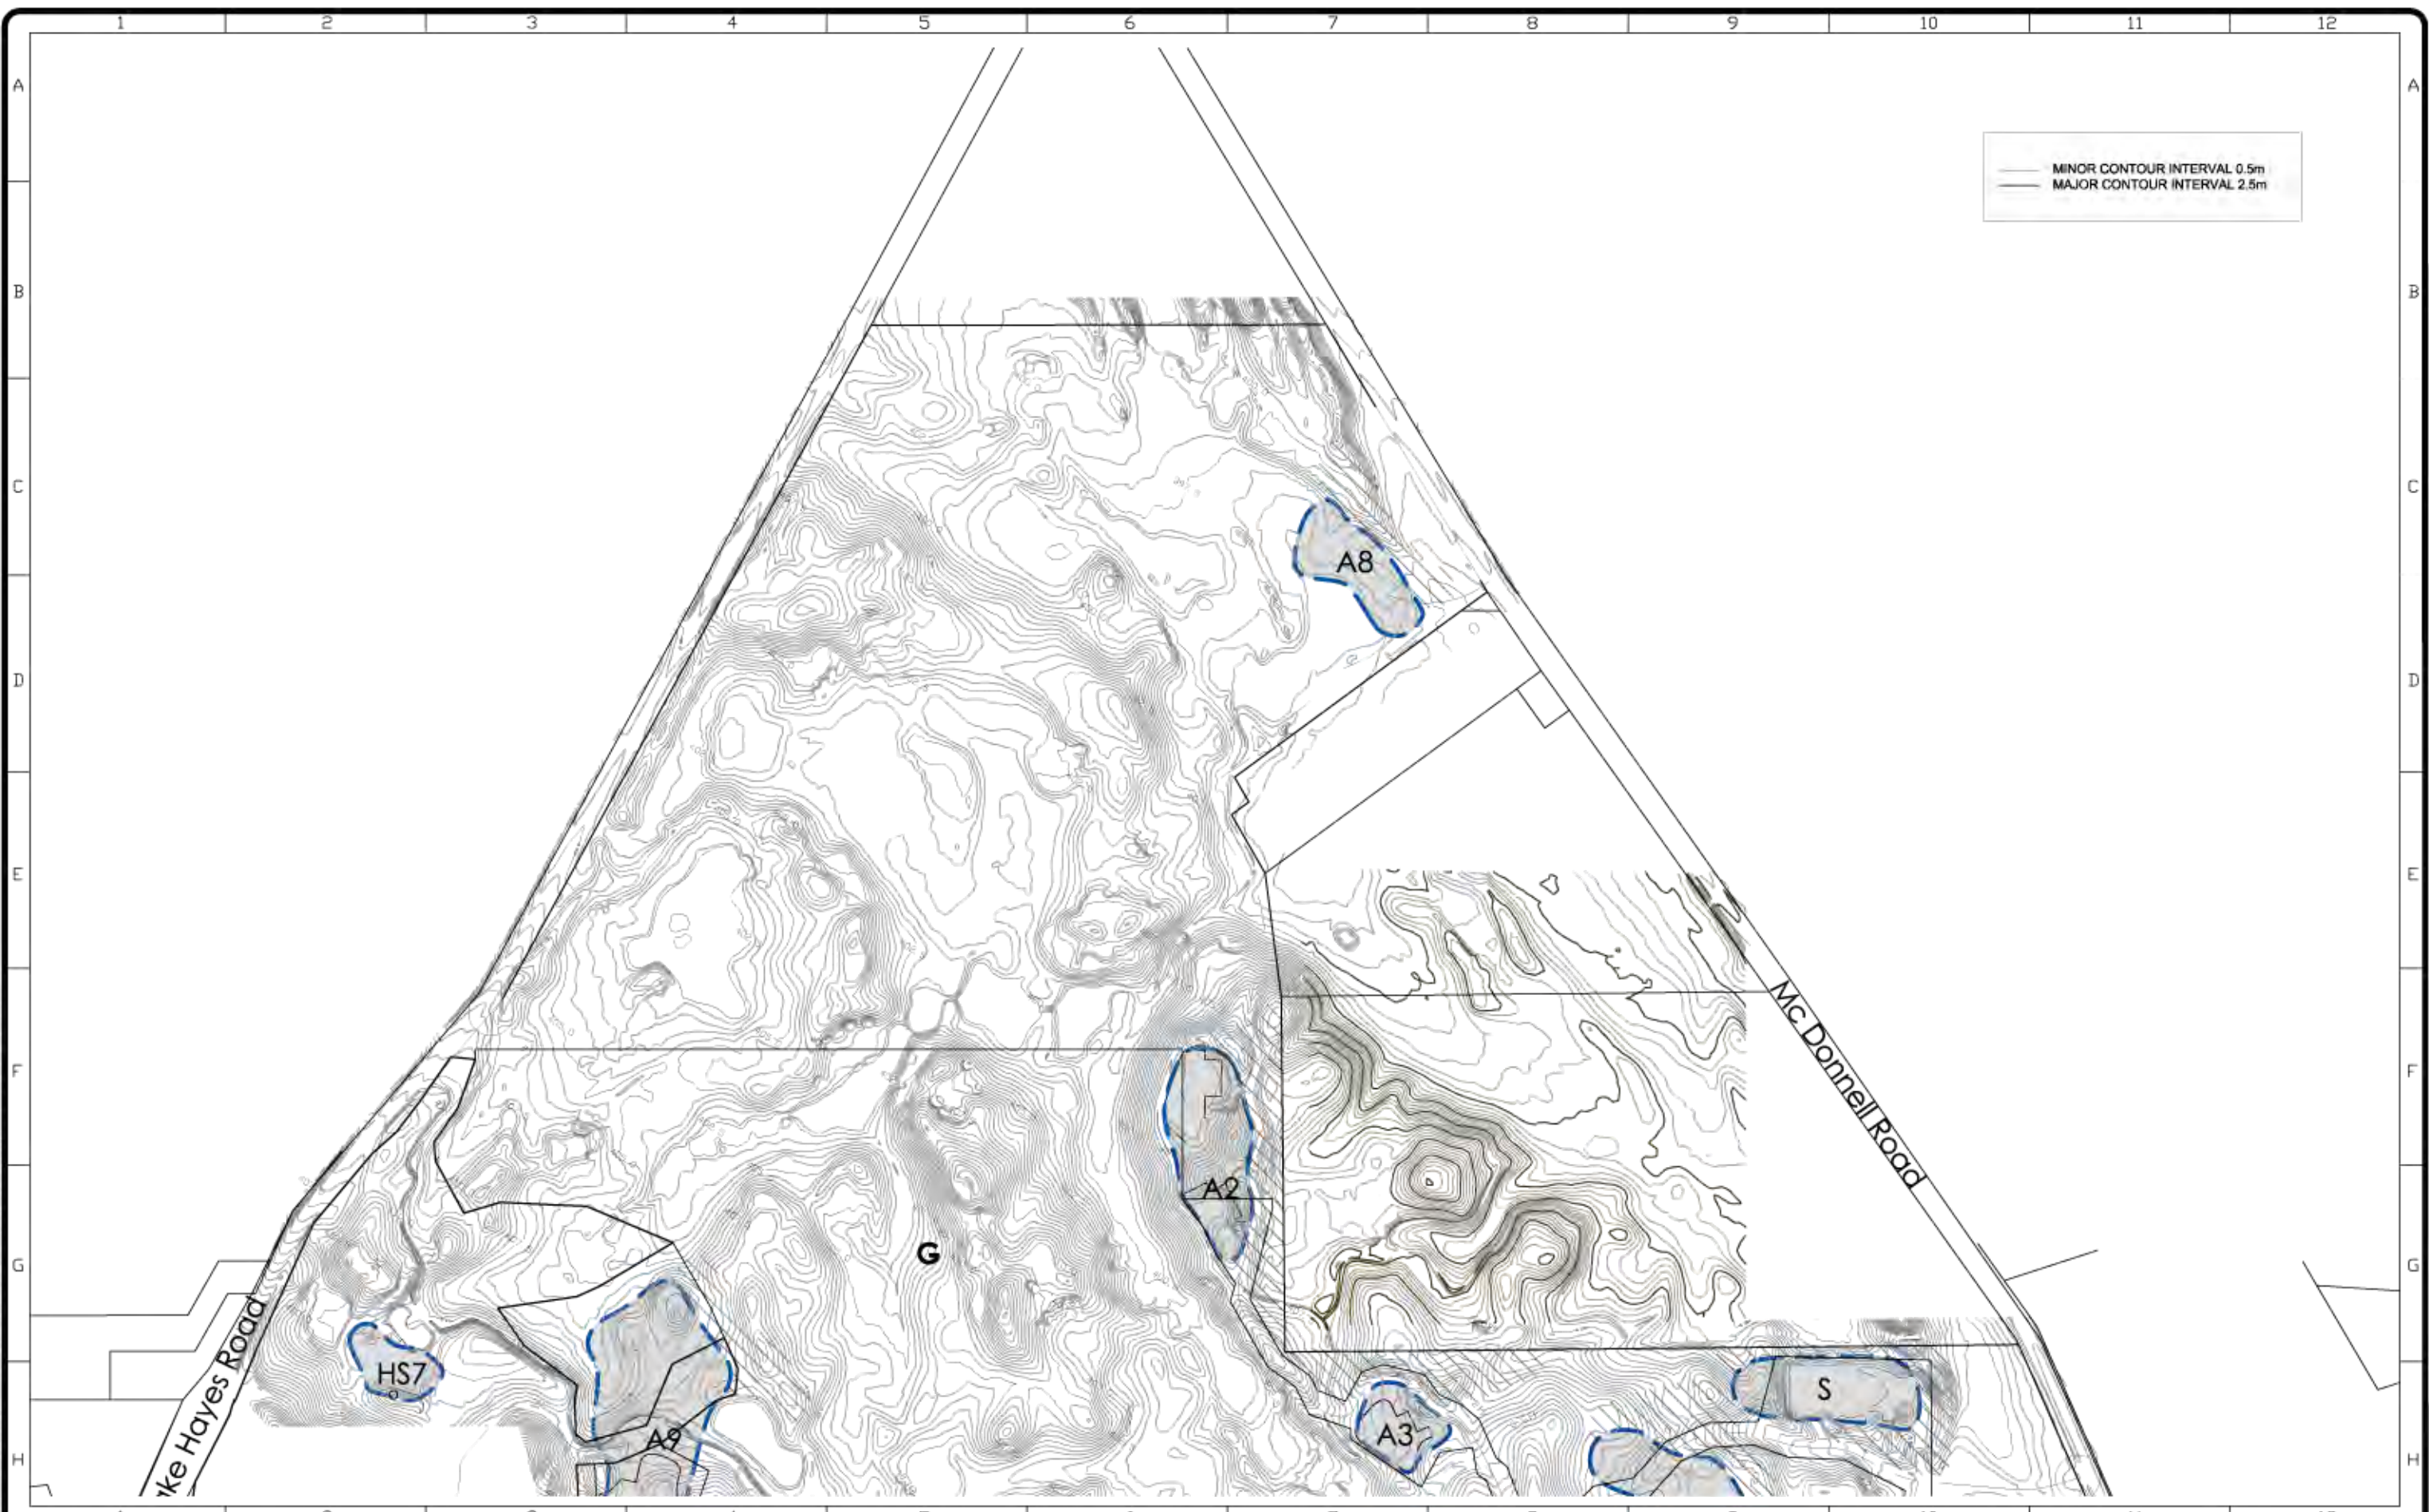 1 2 3 4 5 6 7 8 9 10 11 12
A A
MINOR CONTOUR INTERVAL 0.5m
MAJOR CONTOUR INTERVAL 2.5m
B B
C C
A8
D D
E E
Mc Donnell Road
F F
A2
G G
G
ake Hayes Road
HS7
S
A3
A9
H H